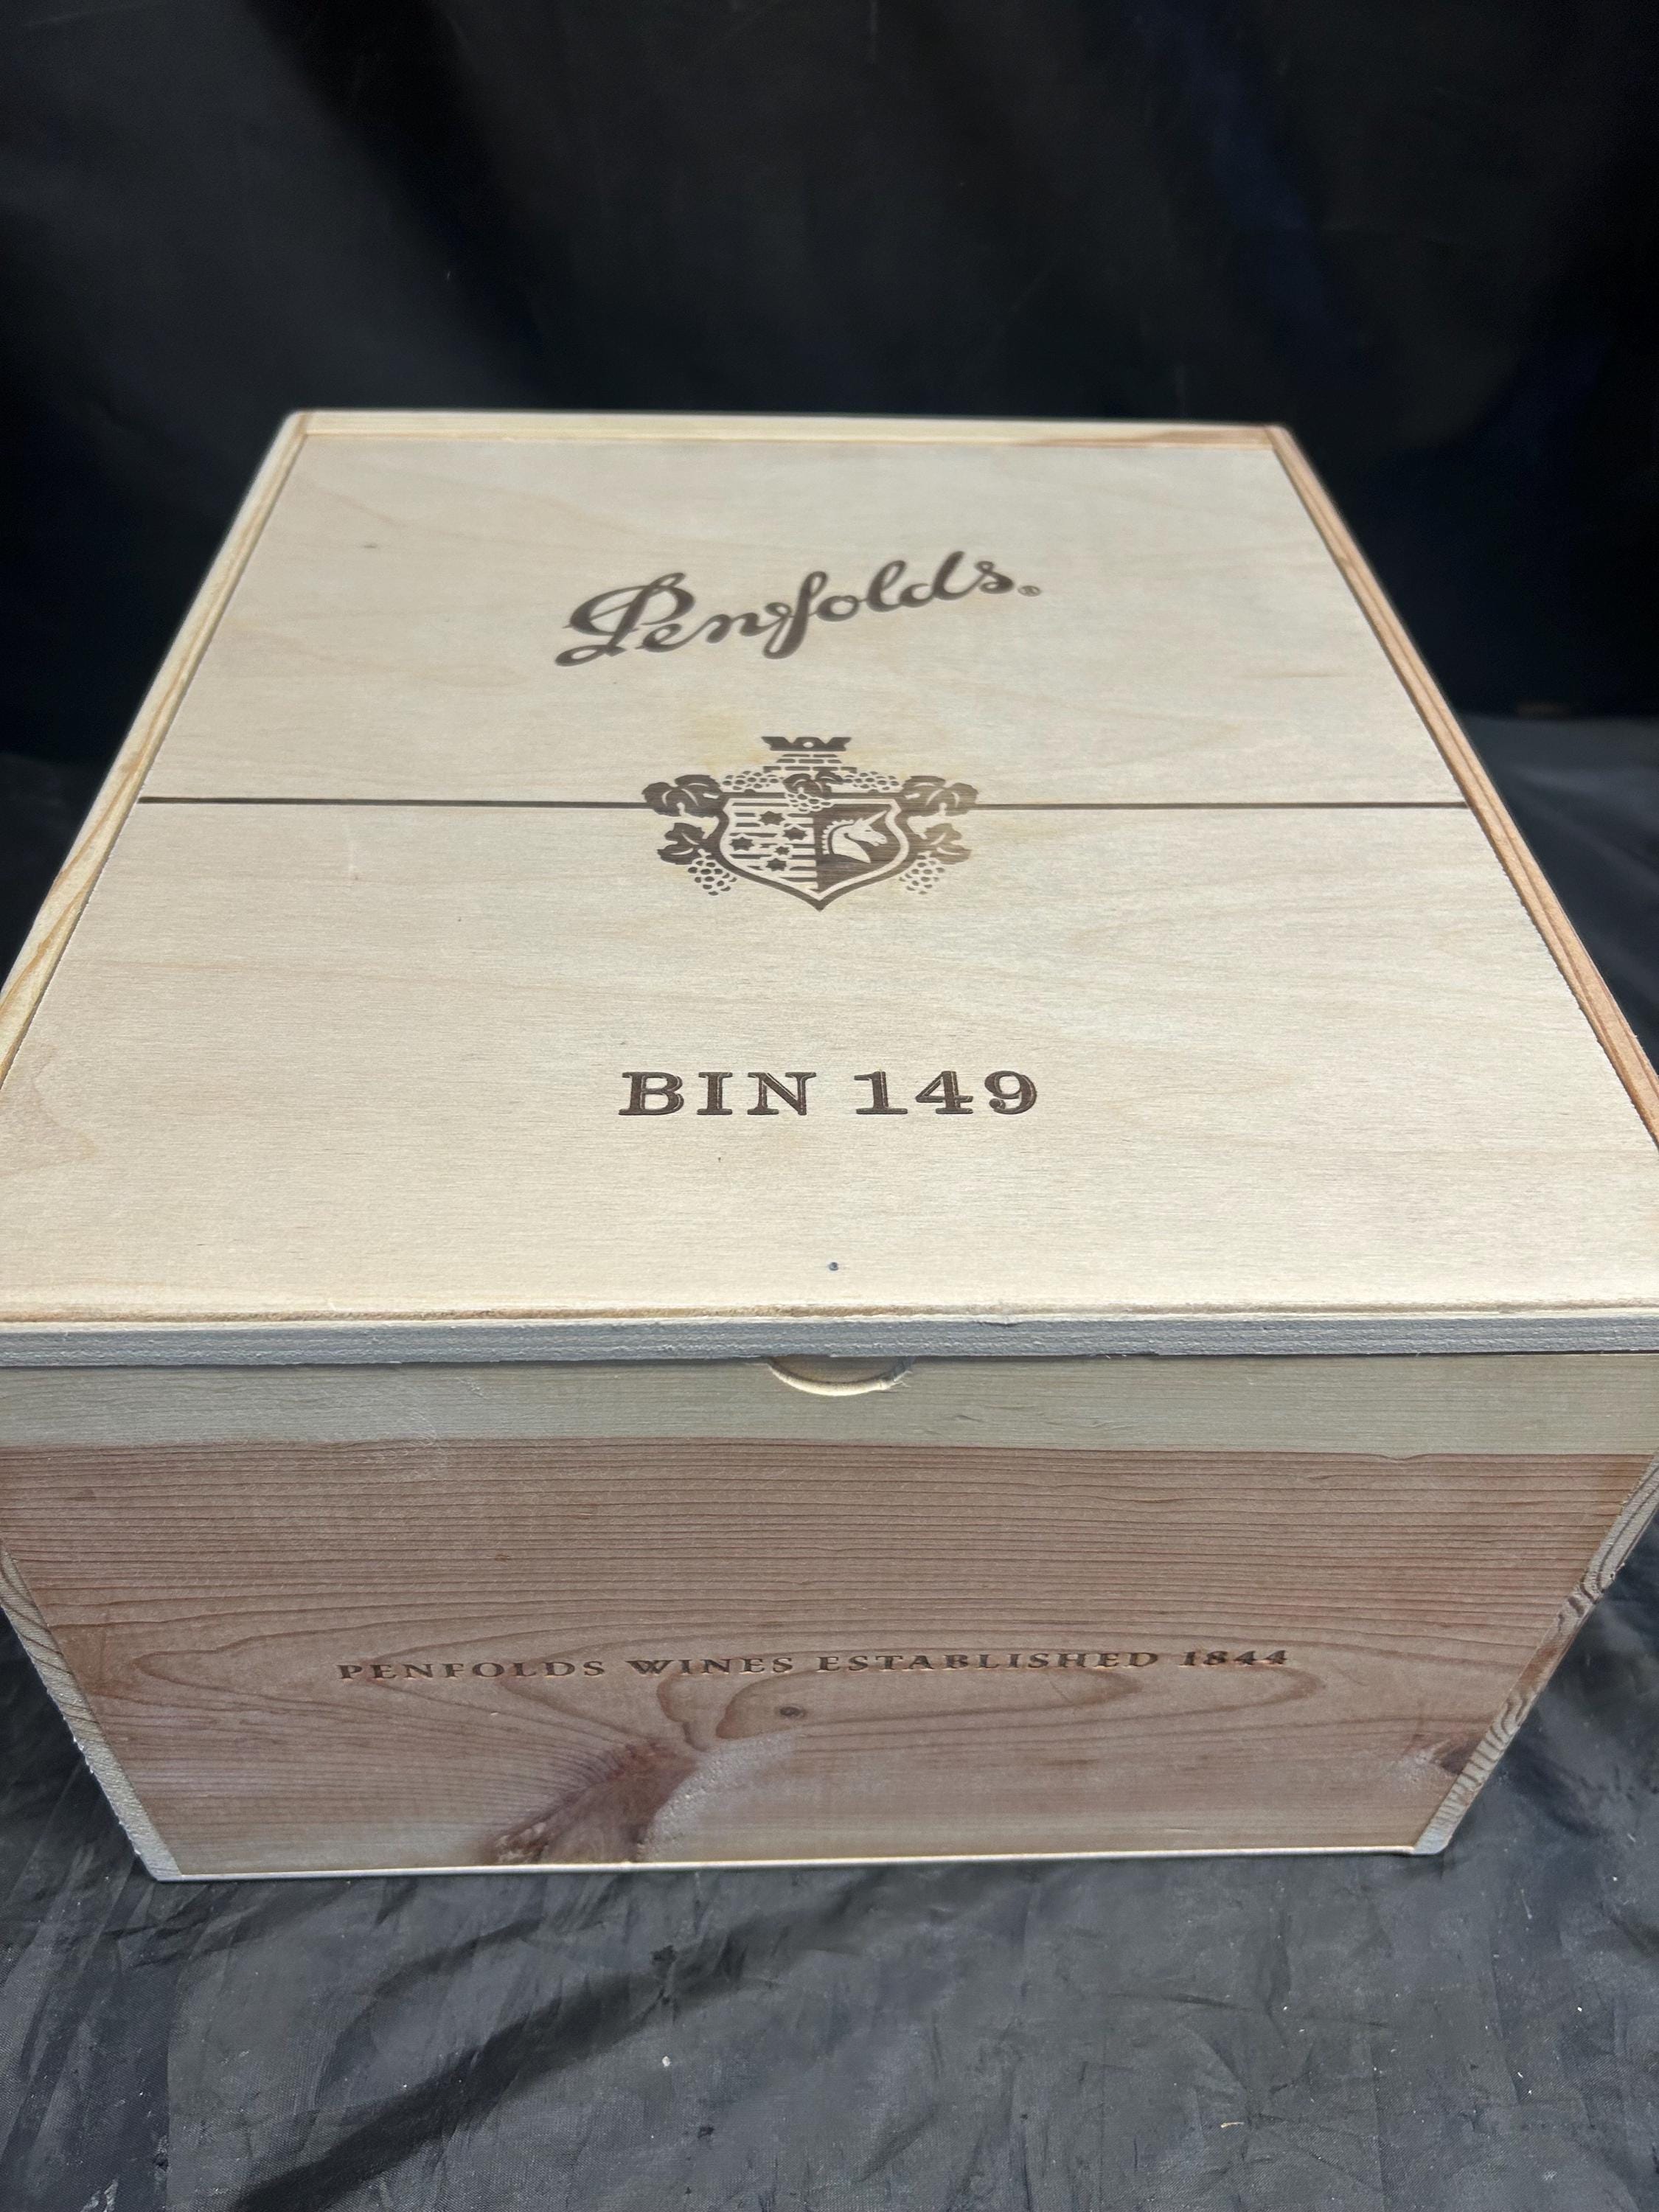 Penfolds®
BIN 149
PENFOLDS WINES ESTABLISHED 1844